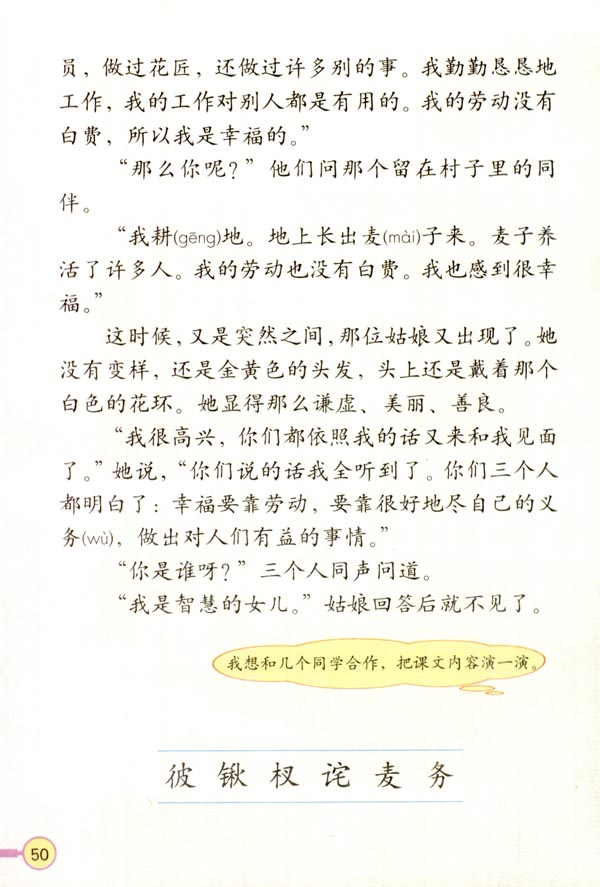 员，做过花匠，还做过许多别的事。我勤勤恳恳地
工作，我的工作对别人都是有用的。我的劳动没有
白费，所以我是幸福的。”
“那么你呢？”他们问那个留在村子里的同
伴。
“我耕(gēng)地。地上长出麦(mài)子来。麦子养
活了许多人。我的劳动也没有白费。我也感到很幸
福。”
这时候，又是突然之间，那位姑娘又出现了。她
没有变样，还是金黄色的头发，头上还是戴着那个
白色的花环。她显得那么谦虚、美丽、善良。
“我很高兴，你们都依照我的话又来和我见面
了。”她说，“你们说的话我全听到了。你们三个人
都明白了：幸福要靠劳动，要靠很好地尽自己的义
务(wù)，做出对人们有益的事情。”
“你是谁呀？”三个人同声问道。
“我是智慧的女儿。”姑娘回答后就不见了。
我想和几个同学合作，把课文内容演一演。
彼 锹 杈 诧 麦 务
50